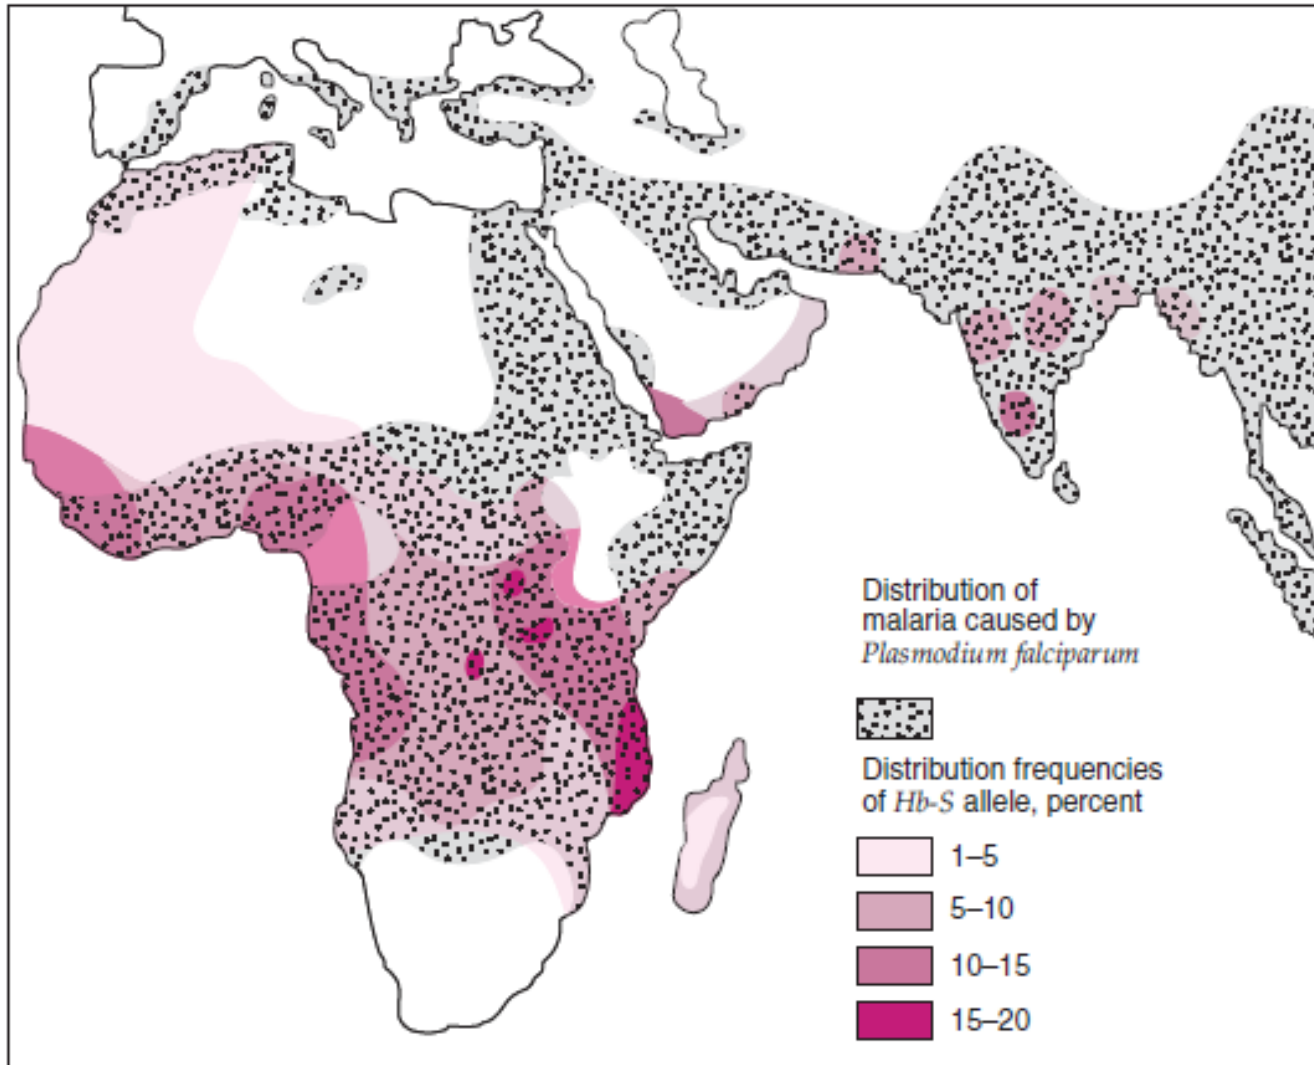 Distribution of
malaria caused by
Plasmodium falciparum
Distribution frequencies
of Hb-S allele, percent
1–5
5–10
10–15
15–20